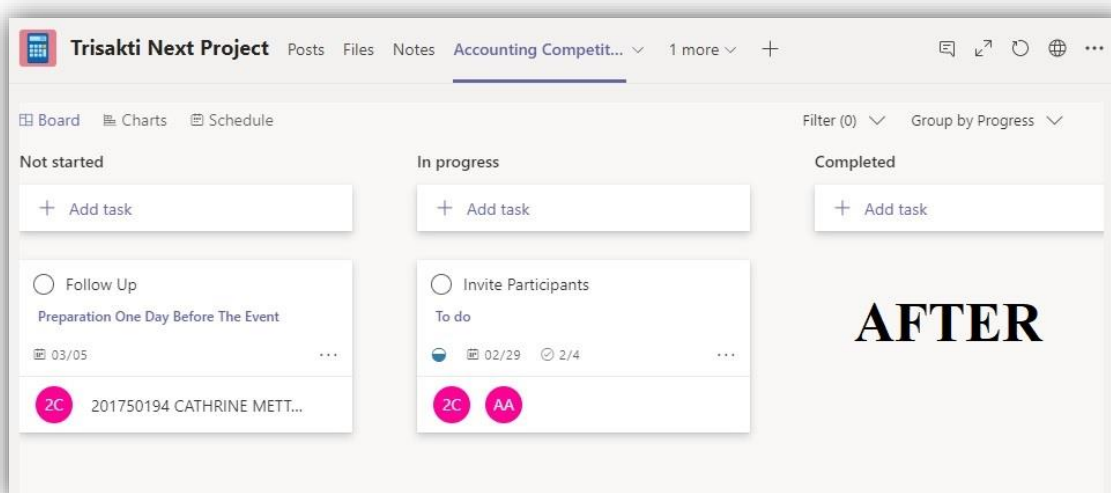 Trisakti Next Project Posts Files Notes Accounting Competit... 1 more
Board Charts Schedule Filter (0) Group by Progress
Not started In progress Completed
+ Add task + Add task + Add task
Follow Up
Preparation One Day Before The Event
03/05
2C 201750194 CATHRINE METT...
Invite Participants
To do
02/29 2/4
2C AA
AFTER